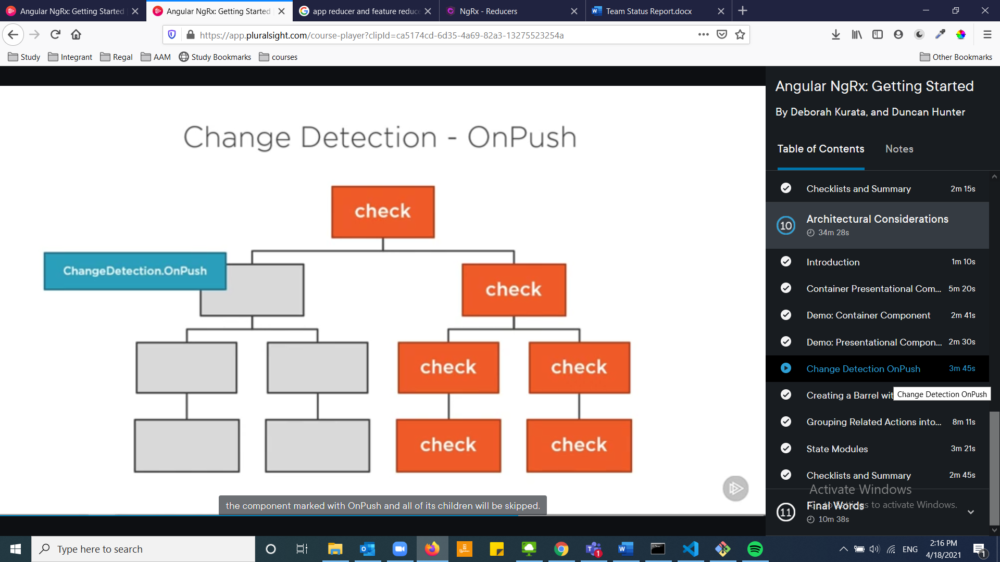 Angular NgRx: Getting Started
Angular NgRx: Getting Started
app reducer and feature reduce
NgRx - Reducers
Team Status Report.docx
https://app.pluralsight.com/course-player?clipId=ca5174cd-6d35-4a69-82a3-13275523254a
Study
Integrant
Regal
AAM
Study Bookmarks
courses
Other Bookmarks
Change Detection - OnPush
check
ChangeDetection.OnPush
check
check
check
check
check
the component marked with OnPush and all of its children will be skipped.
Angular NgRx: Getting Started
By Deborah Kurata, and Duncan Hunter
Table of Contents
Notes
Checklists and Summary 2m 15s
10
Architectural Considerations
34m 28s
Introduction 1m 10s
Container Presentational Com... 5m 20s
Demo: Container Component 2m 41s
Demo: Presentational Compon... 2m 30s
Change Detection OnPush 3m 45s
Creating a Barrel wit
Change Detection OnPush
Grouping Related Actions into... 8m 11s
State Modules 3m 21s
Checklists and Summary 2m 45s
Activate Windows
Go to Settings to activate Windows.
11
Final Words
10m 38s
Type here to search
1
ENG
2:16 PM
4/18/2021
1